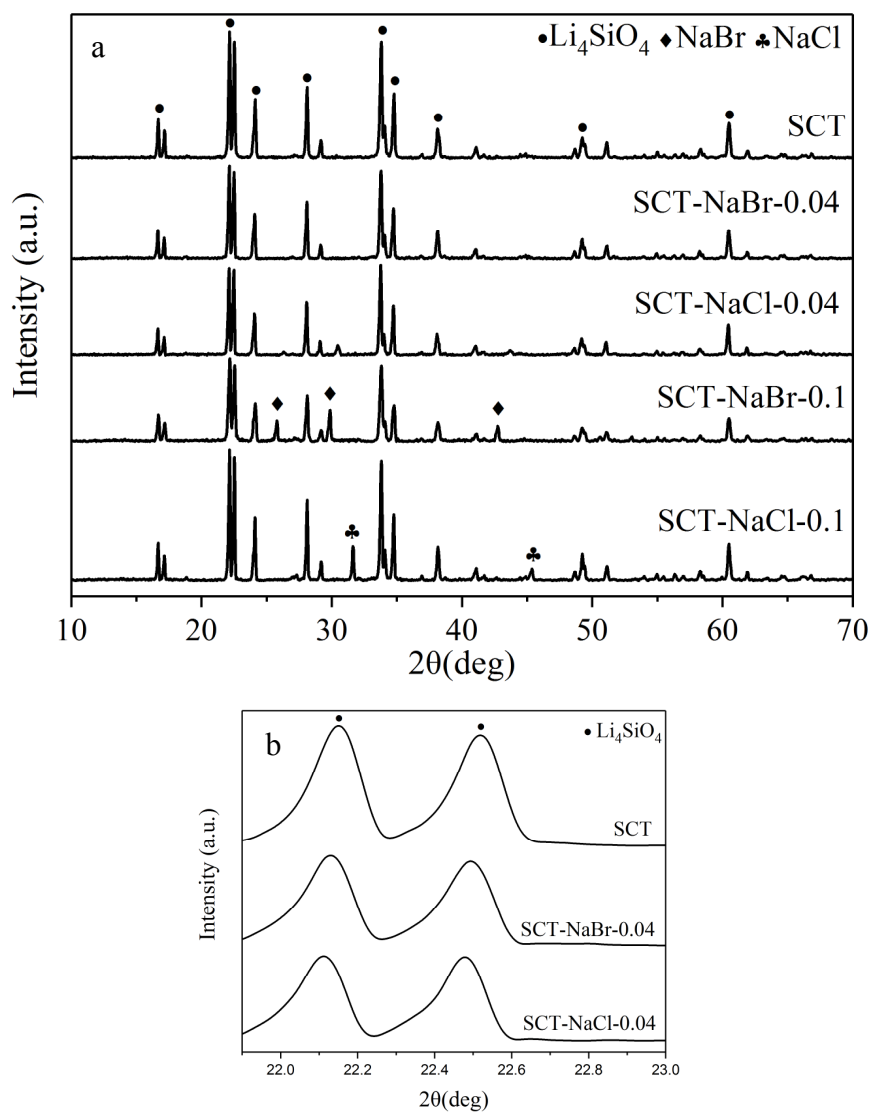 a
●Li₄SiO₄ ♦NaBr ♣NaCl
SCT
SCT-NaBr-0.04
SCT-NaCl-0.04
SCT-NaBr-0.1
SCT-NaCl-0.1
Intensity (a.u.)
10 20 30 40 50 60 70
2θ(deg)
b
● Li₄SiO₄
SCT
SCT-NaBr-0.04
SCT-NaCl-0.04
Intensity (a.u.)
22.0 22.2 22.4 22.6 22.8 23.0
2θ(deg)